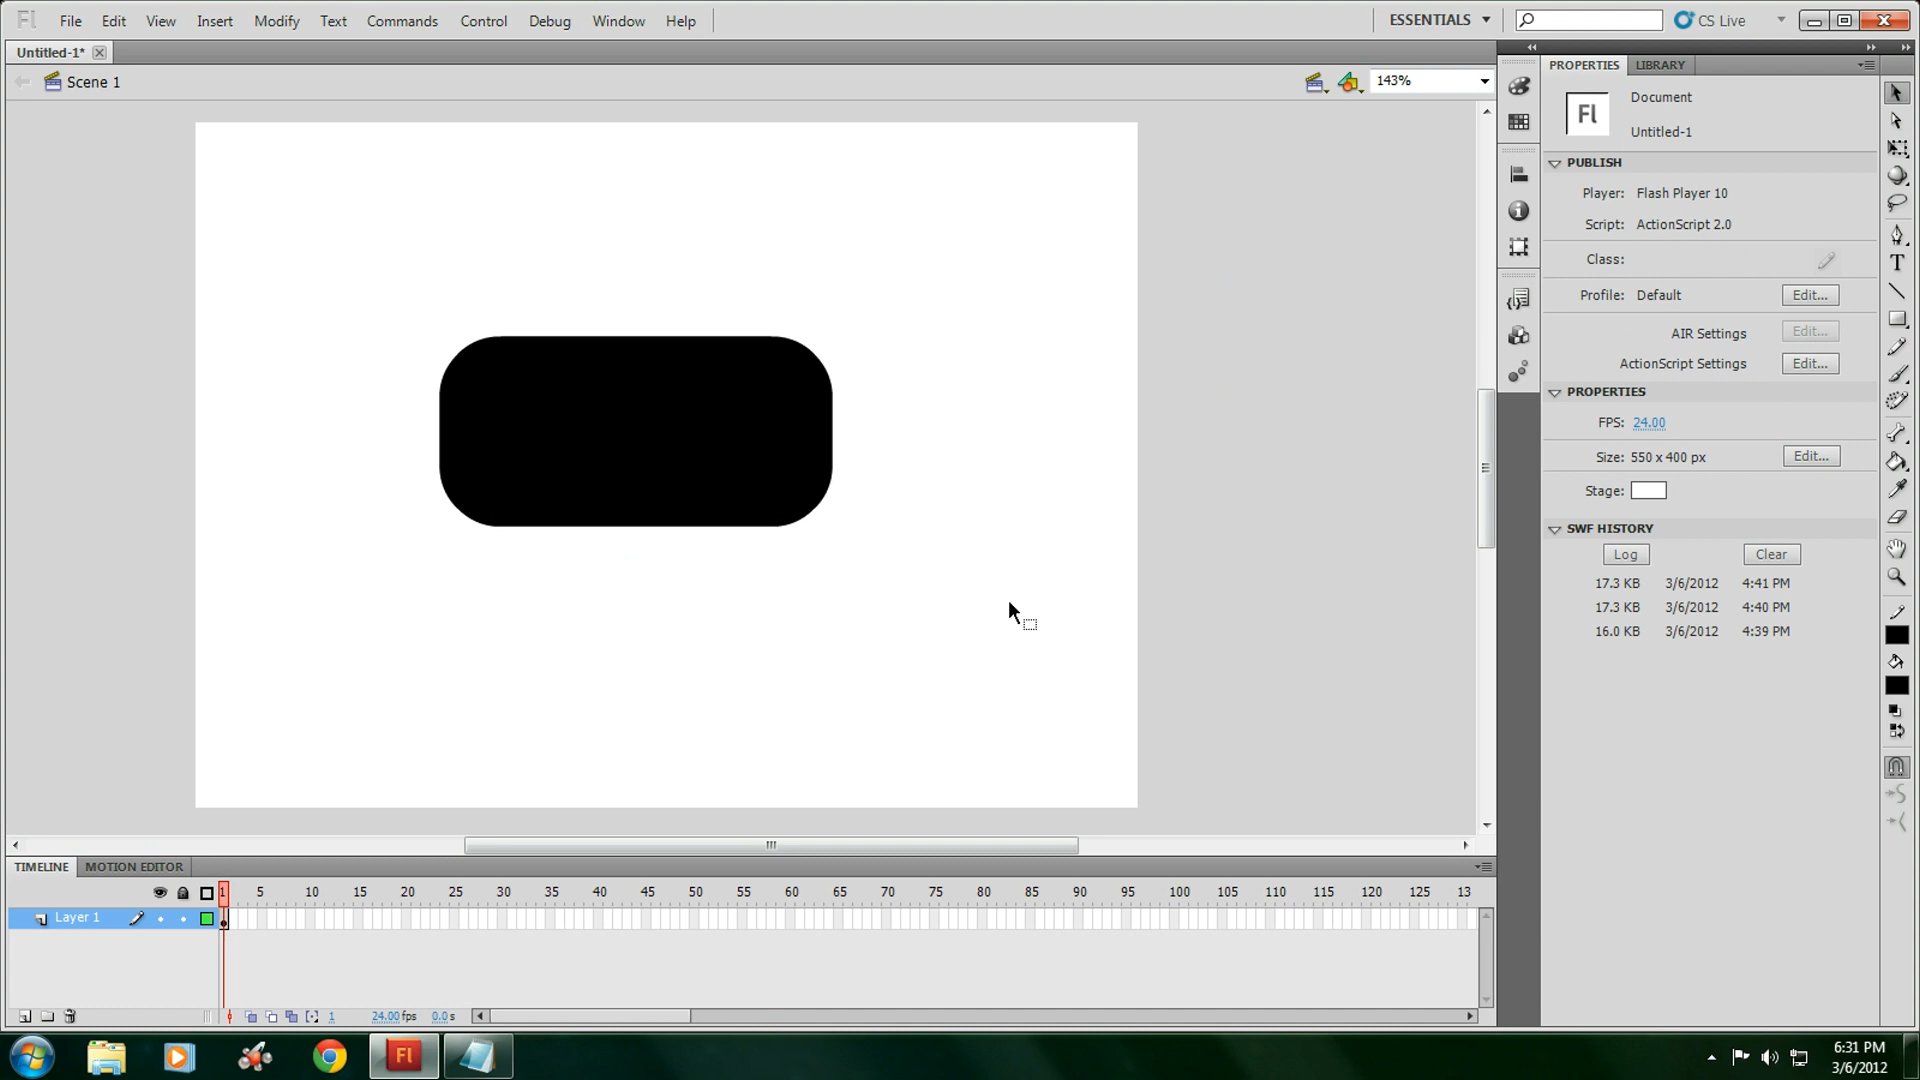 Fl File Edit View Insert Modify Text Commands Control Debug Window Help ESSENTIALS CS Live
Untitled-1*
Scene 1 143%
PROPERTIES LIBRARY
Fl Document
Untitled-1
PUBLISH
Player: Flash Player 10
Script: ActionScript 2.0
Class:
Profile: Default Edit...
AIR Settings Edit...
ActionScript Settings Edit...
PROPERTIES
FPS: 24.00
Size: 550 x 400 px Edit...
Stage:
SWF HISTORY
Log Clear
17.3 KB 3/6/2012 4:41 PM
17.3 KB 3/6/2012 4:40 PM
16.0 KB 3/6/2012 4:39 PM
TIMELINE MOTION EDITOR
1 5 10 15 20 25 30 35 40 45 50 55 60 65 70 75 80 85 90 95 100 105 110 115 120 125 13
Layer 1
1 24.00 fps 0.0 s
Fl
6:31 PM
3/6/2012